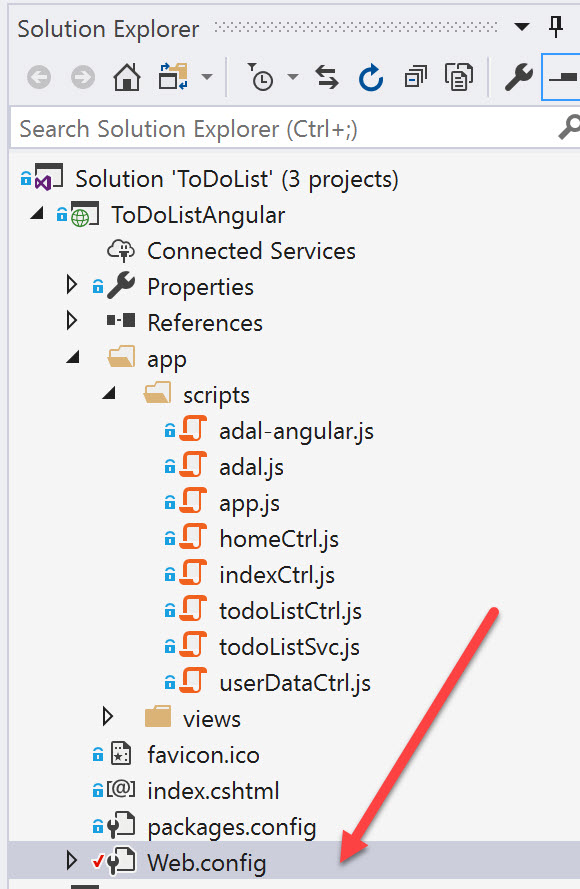 Solution Explorer
Search Solution Explorer (Ctrl+;)
Solution 'ToDoList' (3 projects)
ToDoListAngular
Connected Services
Properties
References
app
scripts
adal-angular.js
adal.js
app.js
homeCtrl.js
indexCtrl.js
todoListCtrl.js
todoListSvc.js
userDataCtrl.js
views
favicon.ico
[@] index.cshtml
packages.config
Web.config